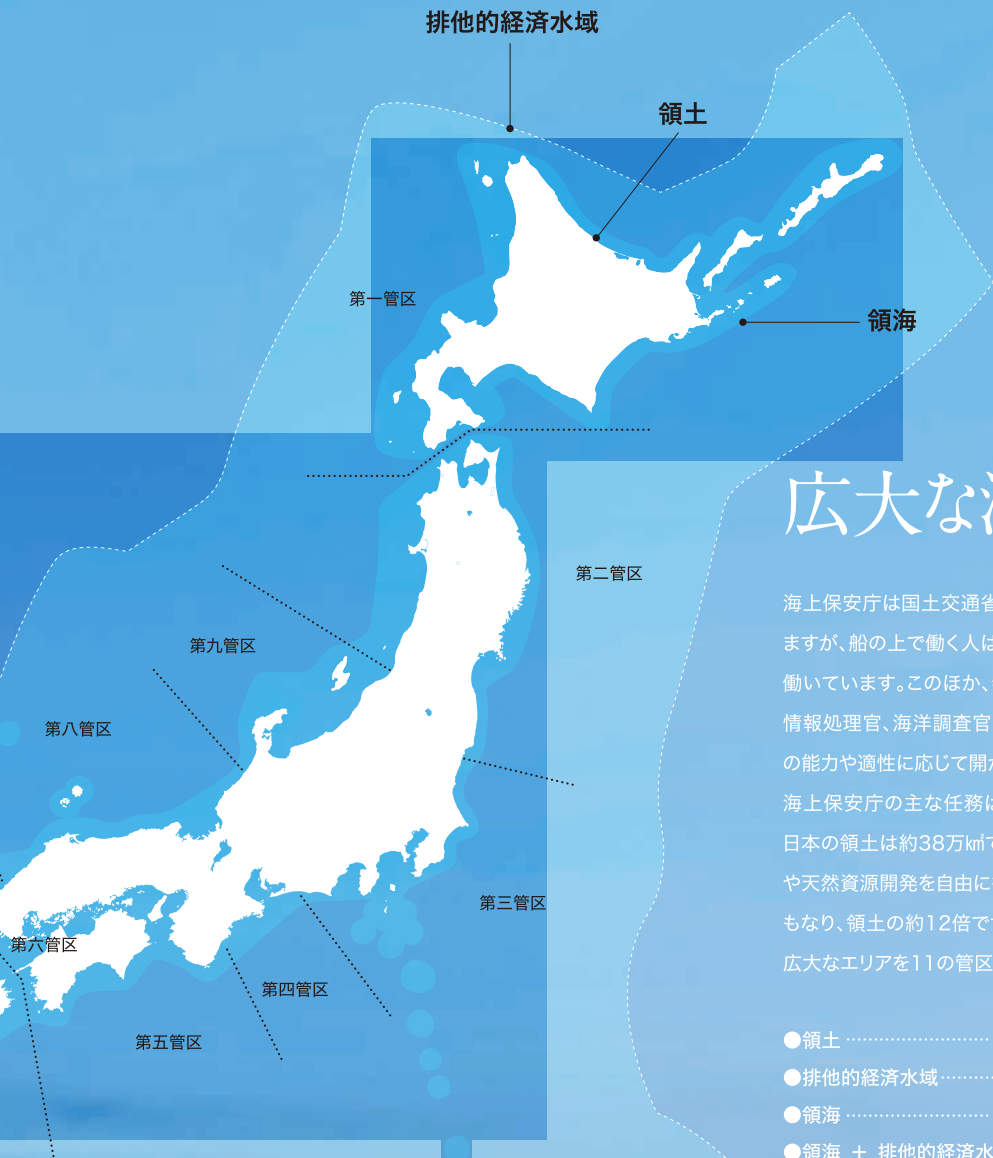 排他的経済水域
領土
第一管区
領海
広大な
第二管区
海上保安庁は国土交通省
ますが、船の上で働く人は
第九管区
働いています。このほか、
第八管区
情報処理官、海洋調査官
の能力や適性に応じて開か
海上保安庁の主な任務は
日本の領土は約38万㎢で
や天然資源開発を自由に
第三管区
もなり、領土の約12倍で
第六管区
広大なエリアを11の管区
第四管区
第五管区
●領土 ………………………
●排他的経済水域 ………
●領海 ………………………
●領海 + 排他的経済水